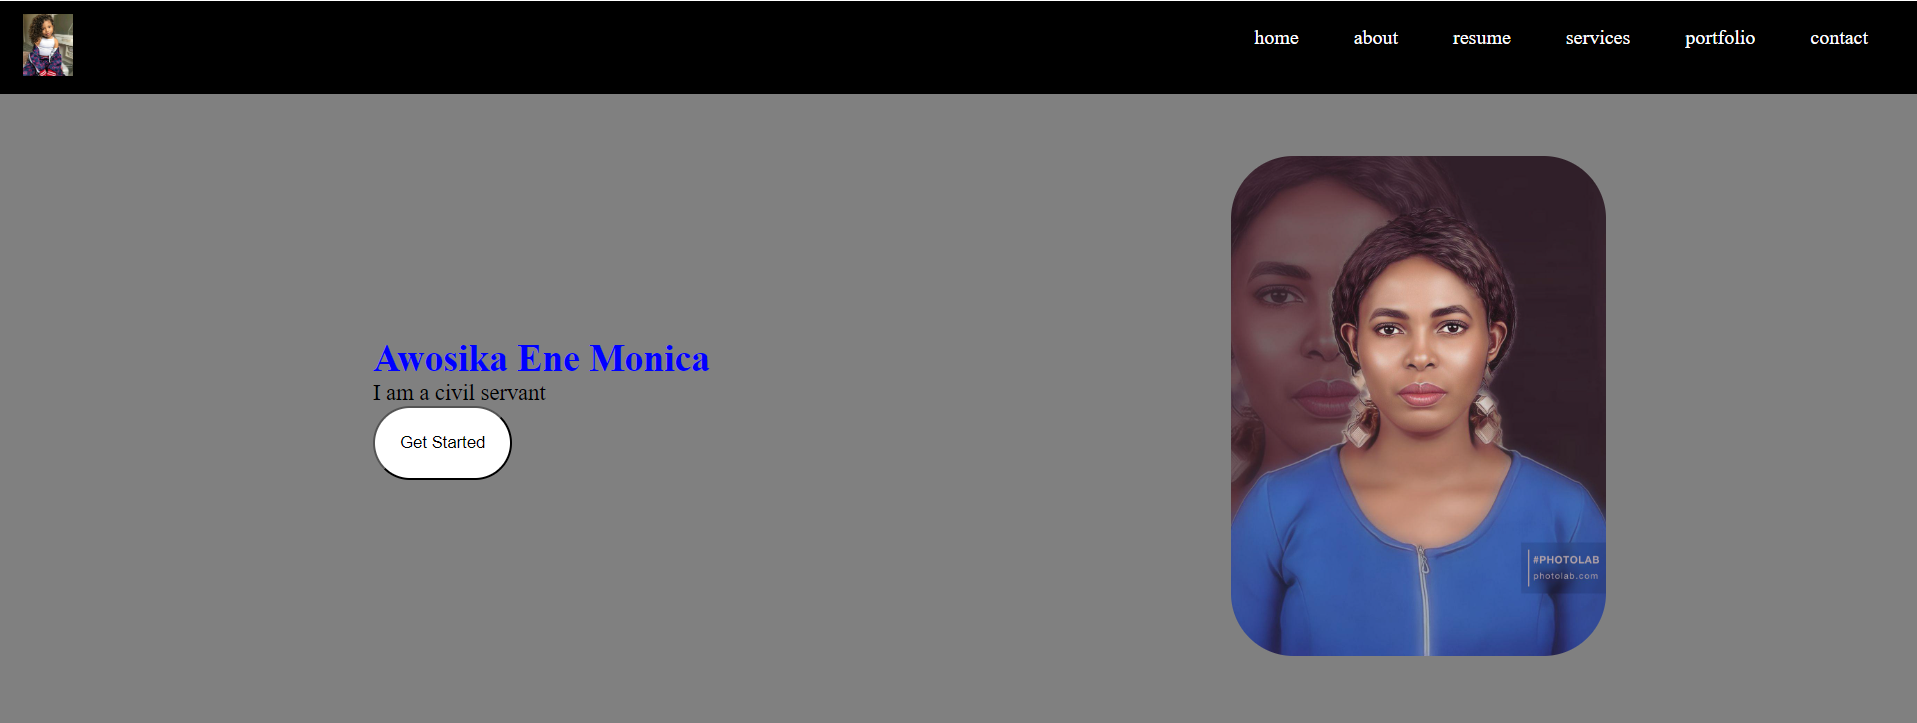 home about resume services portfolio contact
Awosika Ene Monica
I am a civil servant
Get Started
#PHOTOLAB
photolab.com